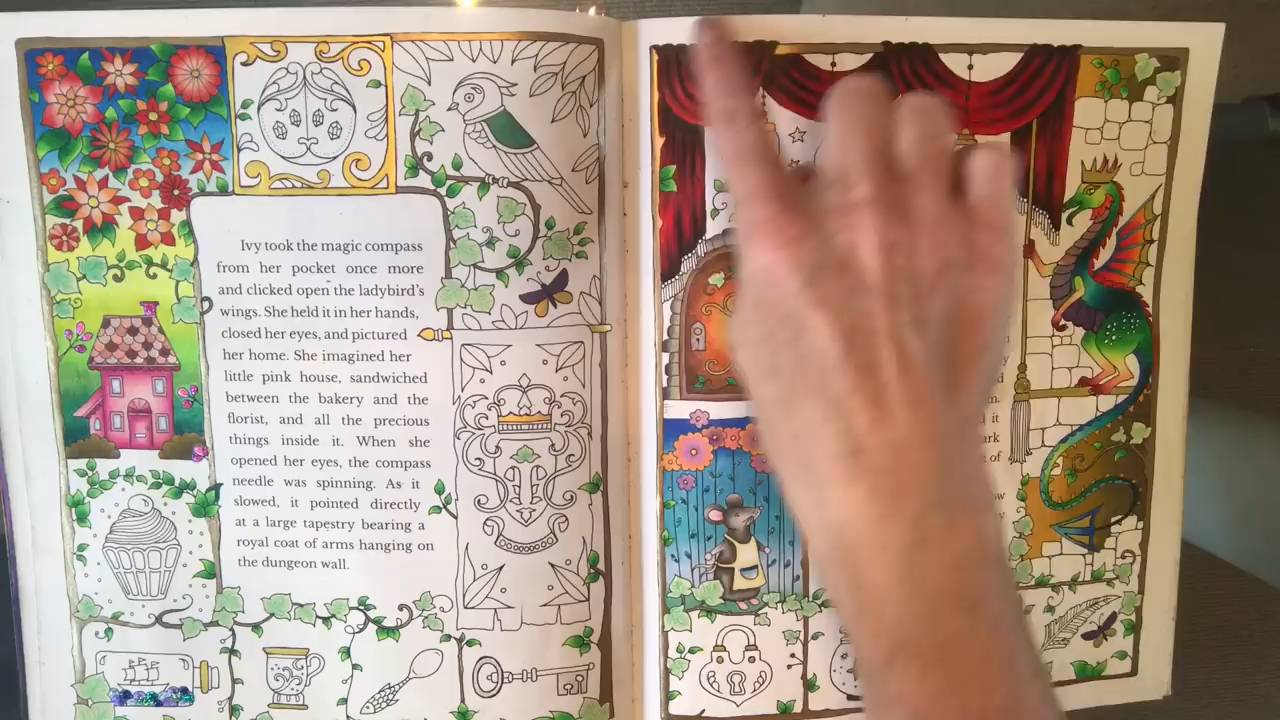 Ivy took the magic compass
from her pocket once more
and clicked open the ladybird's
wings. She held it in her hands,
closed her eyes, and pictured
her home. She imagined her
little pink house, sandwiched
between the bakery and the
florist, and all the precious
things inside it. When she
opened her eyes, the compass
needle was spinning. As it
slowed, it pointed directly
at a large tapestry bearing a
royal coat of arms hanging on
the dungeon wall.
it
of